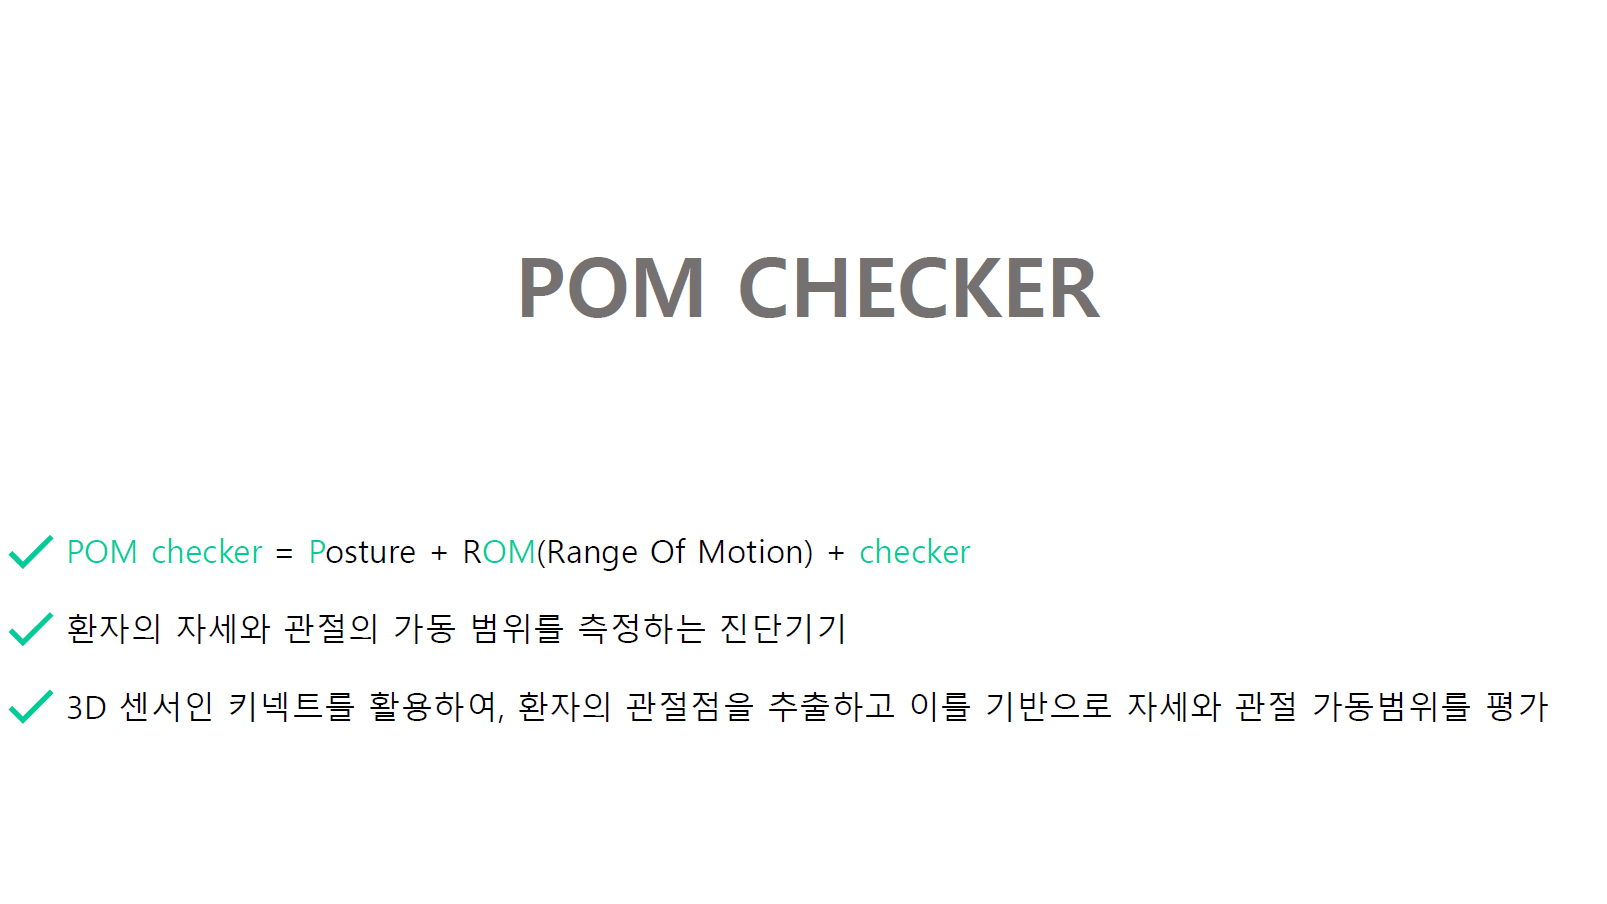 POM CHECKER
POM checker = Posture + ROM(Range Of Motion) + checker
환자의 자세와 관절의 가동 범위를 측정하는 진단기기
3D 센서인 키넥트를 활용하여, 환자의 관절점을 추출하고 이를 기반으로 자세와 관절 가동범위를 평가